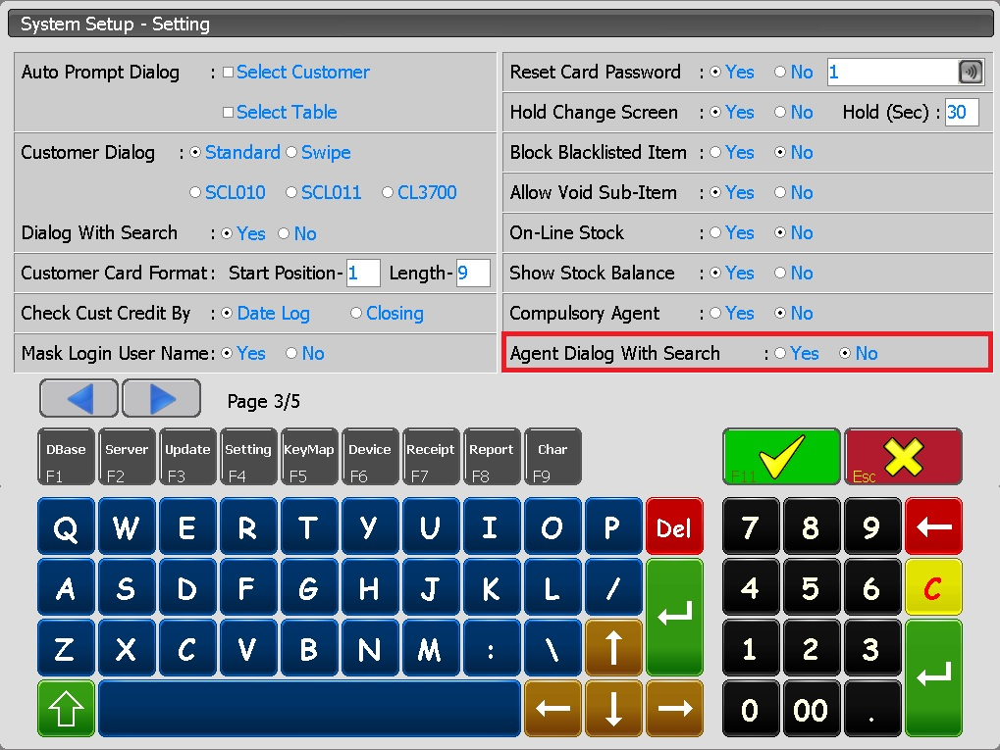 System Setup - Setting
Auto Prompt Dialog : Select Customer
Select Table
Customer Dialog : Standard Swipe
SCL010 SCL011 CL3700
Dialog With Search : Yes No
Customer Card Format : Start Position- 1 Length- 9
Check Cust Credit By : Date Log Closing
Mask Login User Name : Yes No
Reset Card Password : Yes No 1
Hold Change Screen : Yes No Hold (Sec) : 30
Block Blacklisted Item : Yes No
Allow Void Sub-Item : Yes No
On-Line Stock : Yes No
Show Stock Balance : Yes No
Compulsory Agent : Yes No
Agent Dialog With Search : Yes No
Page 3/5
DBase Server Update Setting KeyMap Device Receipt Report Char
F1 F2 F3 F4 F5 F6 F7 F8 F9 F11 Esc
Q W E R T Y U I O P Del 7 8 9
A S D F G H J K L / 4 5 6 C
Z X C V B N M : \ 1 2 3
0 00 .